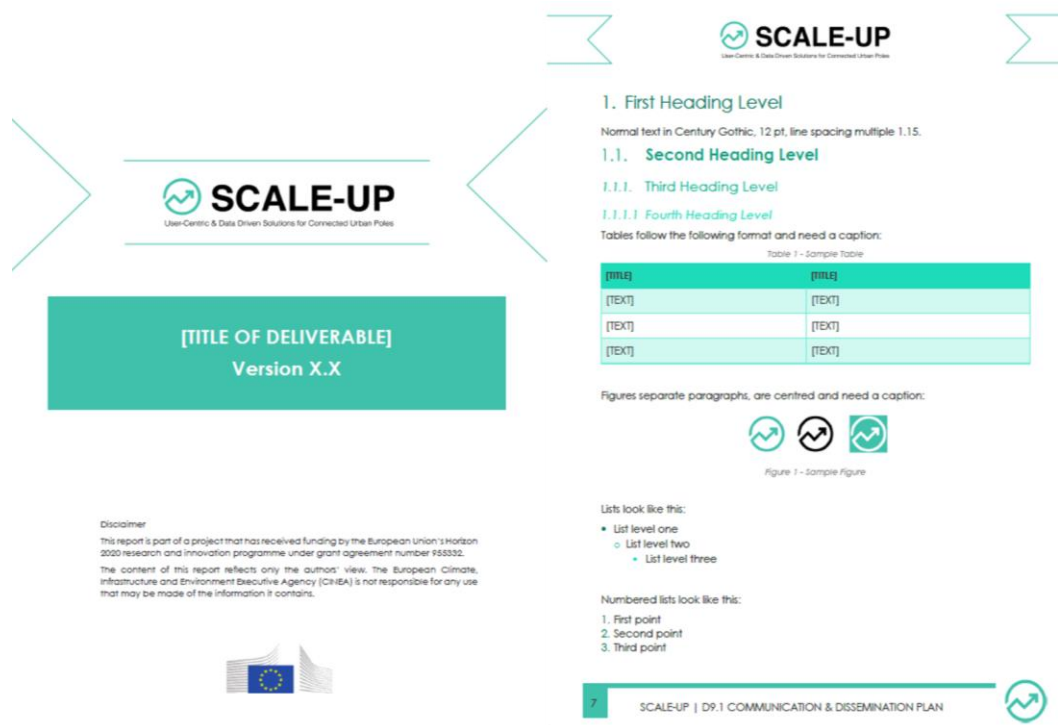 SCALE-UP
User-Centric & Data Driven Solutions for Connected Urban Poles
[TITLE OF DELIVERABLE]
Version X.X
Disclaimer
This report is part of a project that has received funding by the European Union's Horizon
2020 research and innovation programme under grant agreement number 955332.
The content of this report reflects only the authors' view. The European Climate,
Infrastructure and Environment Executive Agency (CINEA) is not responsible for any use
that may be made of the information it contains.
SCALE-UP
User-Centric & Data Driven Solutions for Connected Urban Poles
1. First Heading Level
Normal text in Century Gothic, 12 pt, line spacing multiple 1.15.
1.1. Second Heading Level
1.1.1. Third Heading Level
1.1.1.1 Fourth Heading Level
Tables follow the following format and need a caption:
Table 1 - Sample Table
[TITLE] [TITLE]
[TEXT] [TEXT]
[TEXT] [TEXT]
[TEXT] [TEXT]
Figures separate paragraphs, are centred and need a caption:
Figure 1 - Sample Figure
Lists look like this:
• List level one
o List level two
▪ List level three
Numbered lists look like this:
1. First point
2. Second point
3. Third point
7 SCALE-UP | D9.1 COMMUNICATION & DISSEMINATION PLAN